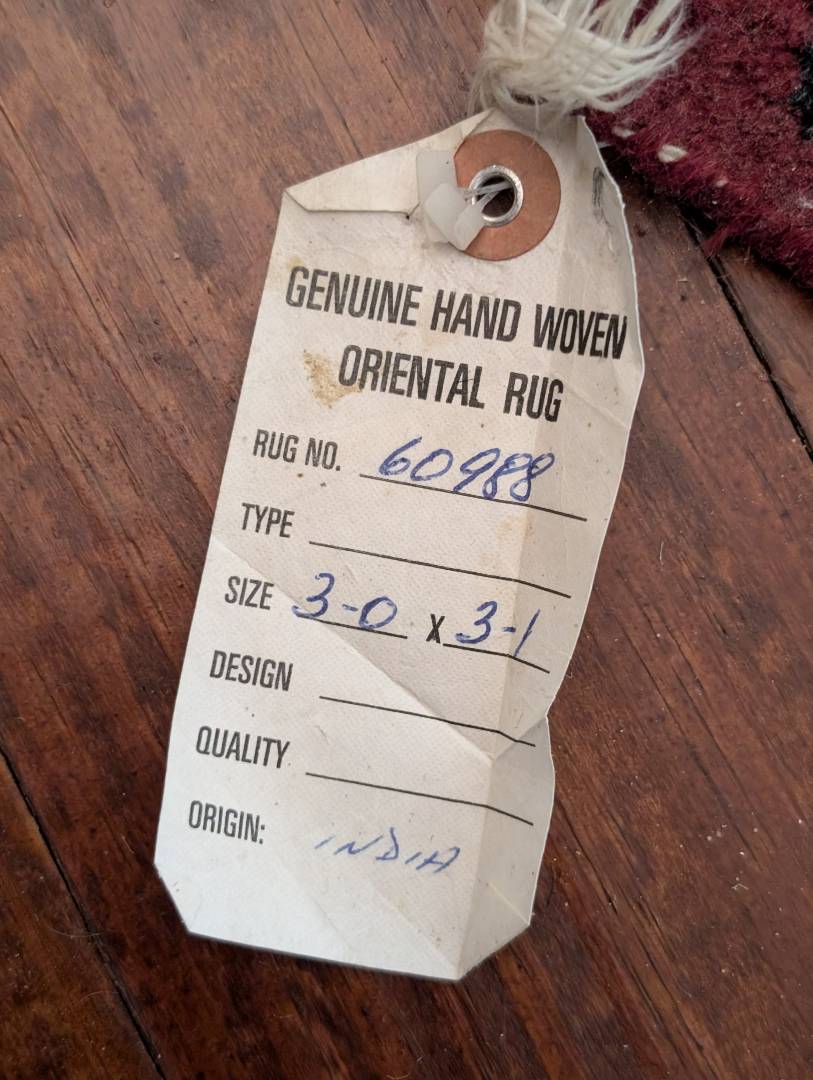 GENUINE HAND WOVEN
ORIENTAL RUG
RUG NO. 60988
TYPE
SIZE 3-0 X 3-1
DESIGN
QUALITY
ORIGIN: INDIA